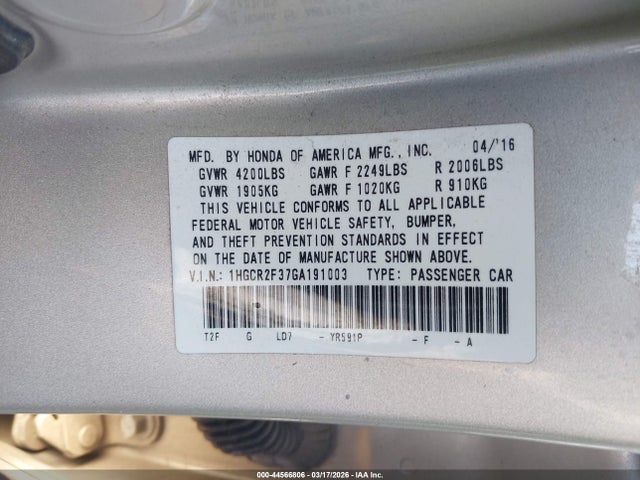 MFD. BY HONDA OF AMERICA MFG., INC. 04/'16
GVWR 4200LBS GAWR F 2249LBS R 2006LBS
GVWR 1905KG GAWR F 1020KG R 910KG
THIS VEHICLE CONFORMS TO ALL APPLICABLE
FEDERAL MOTOR VEHICLE SAFETY, BUMPER,
AND THEFT PREVENTION STANDARDS IN EFFECT
ON THE DATE OF MANUFACTURE SHOWN ABOVE.
V.I.N.: 1HGCR2F37GA191003 TYPE: PASSENGER CAR
T2F G LD7 - YR591P - F - A
000-44566806 - 03/17/2026 - IAA Inc.